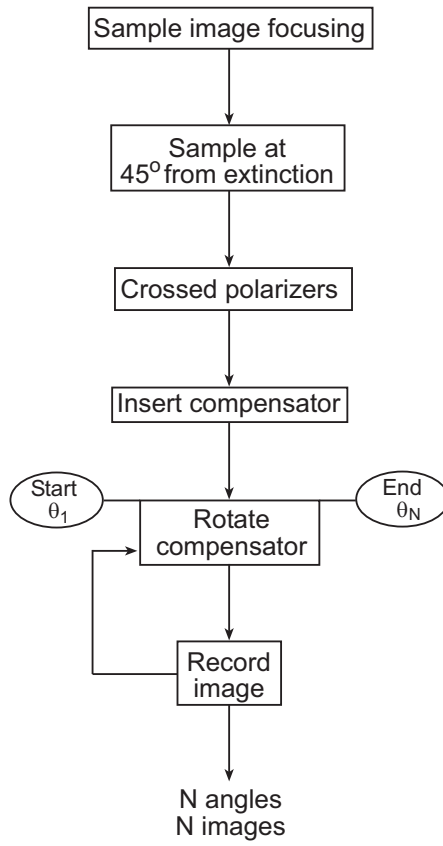 Sample image focusing
Sample at
45° from extinction
Crossed polarizers
Insert compensator
Start
θ1
End
θN
Rotate
compensator
Record
image
N angles
N images